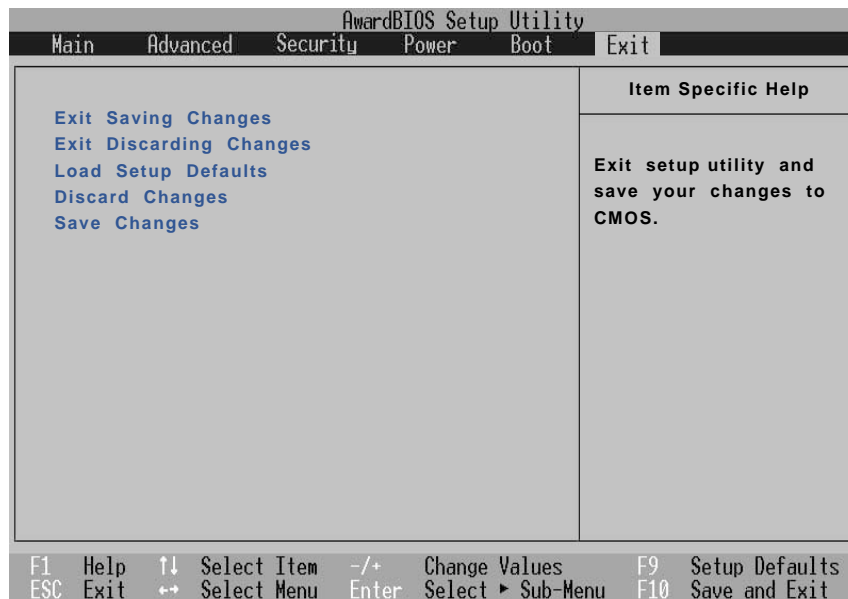 AwardBIOS Setup Utility
Main Advanced Security Power Boot Exit
Item Specific Help
Exit Saving Changes
Exit Discarding Changes
Load Setup Defaults
Discard Changes
Save Changes
Exit setup utility and
save your changes to
CMOS.
F1 Help ↑↓ Select Item -/+ Change Values F9 Setup Defaults
ESC Exit ←→ Select Menu Enter Select ► Sub-Menu F10 Save and Exit